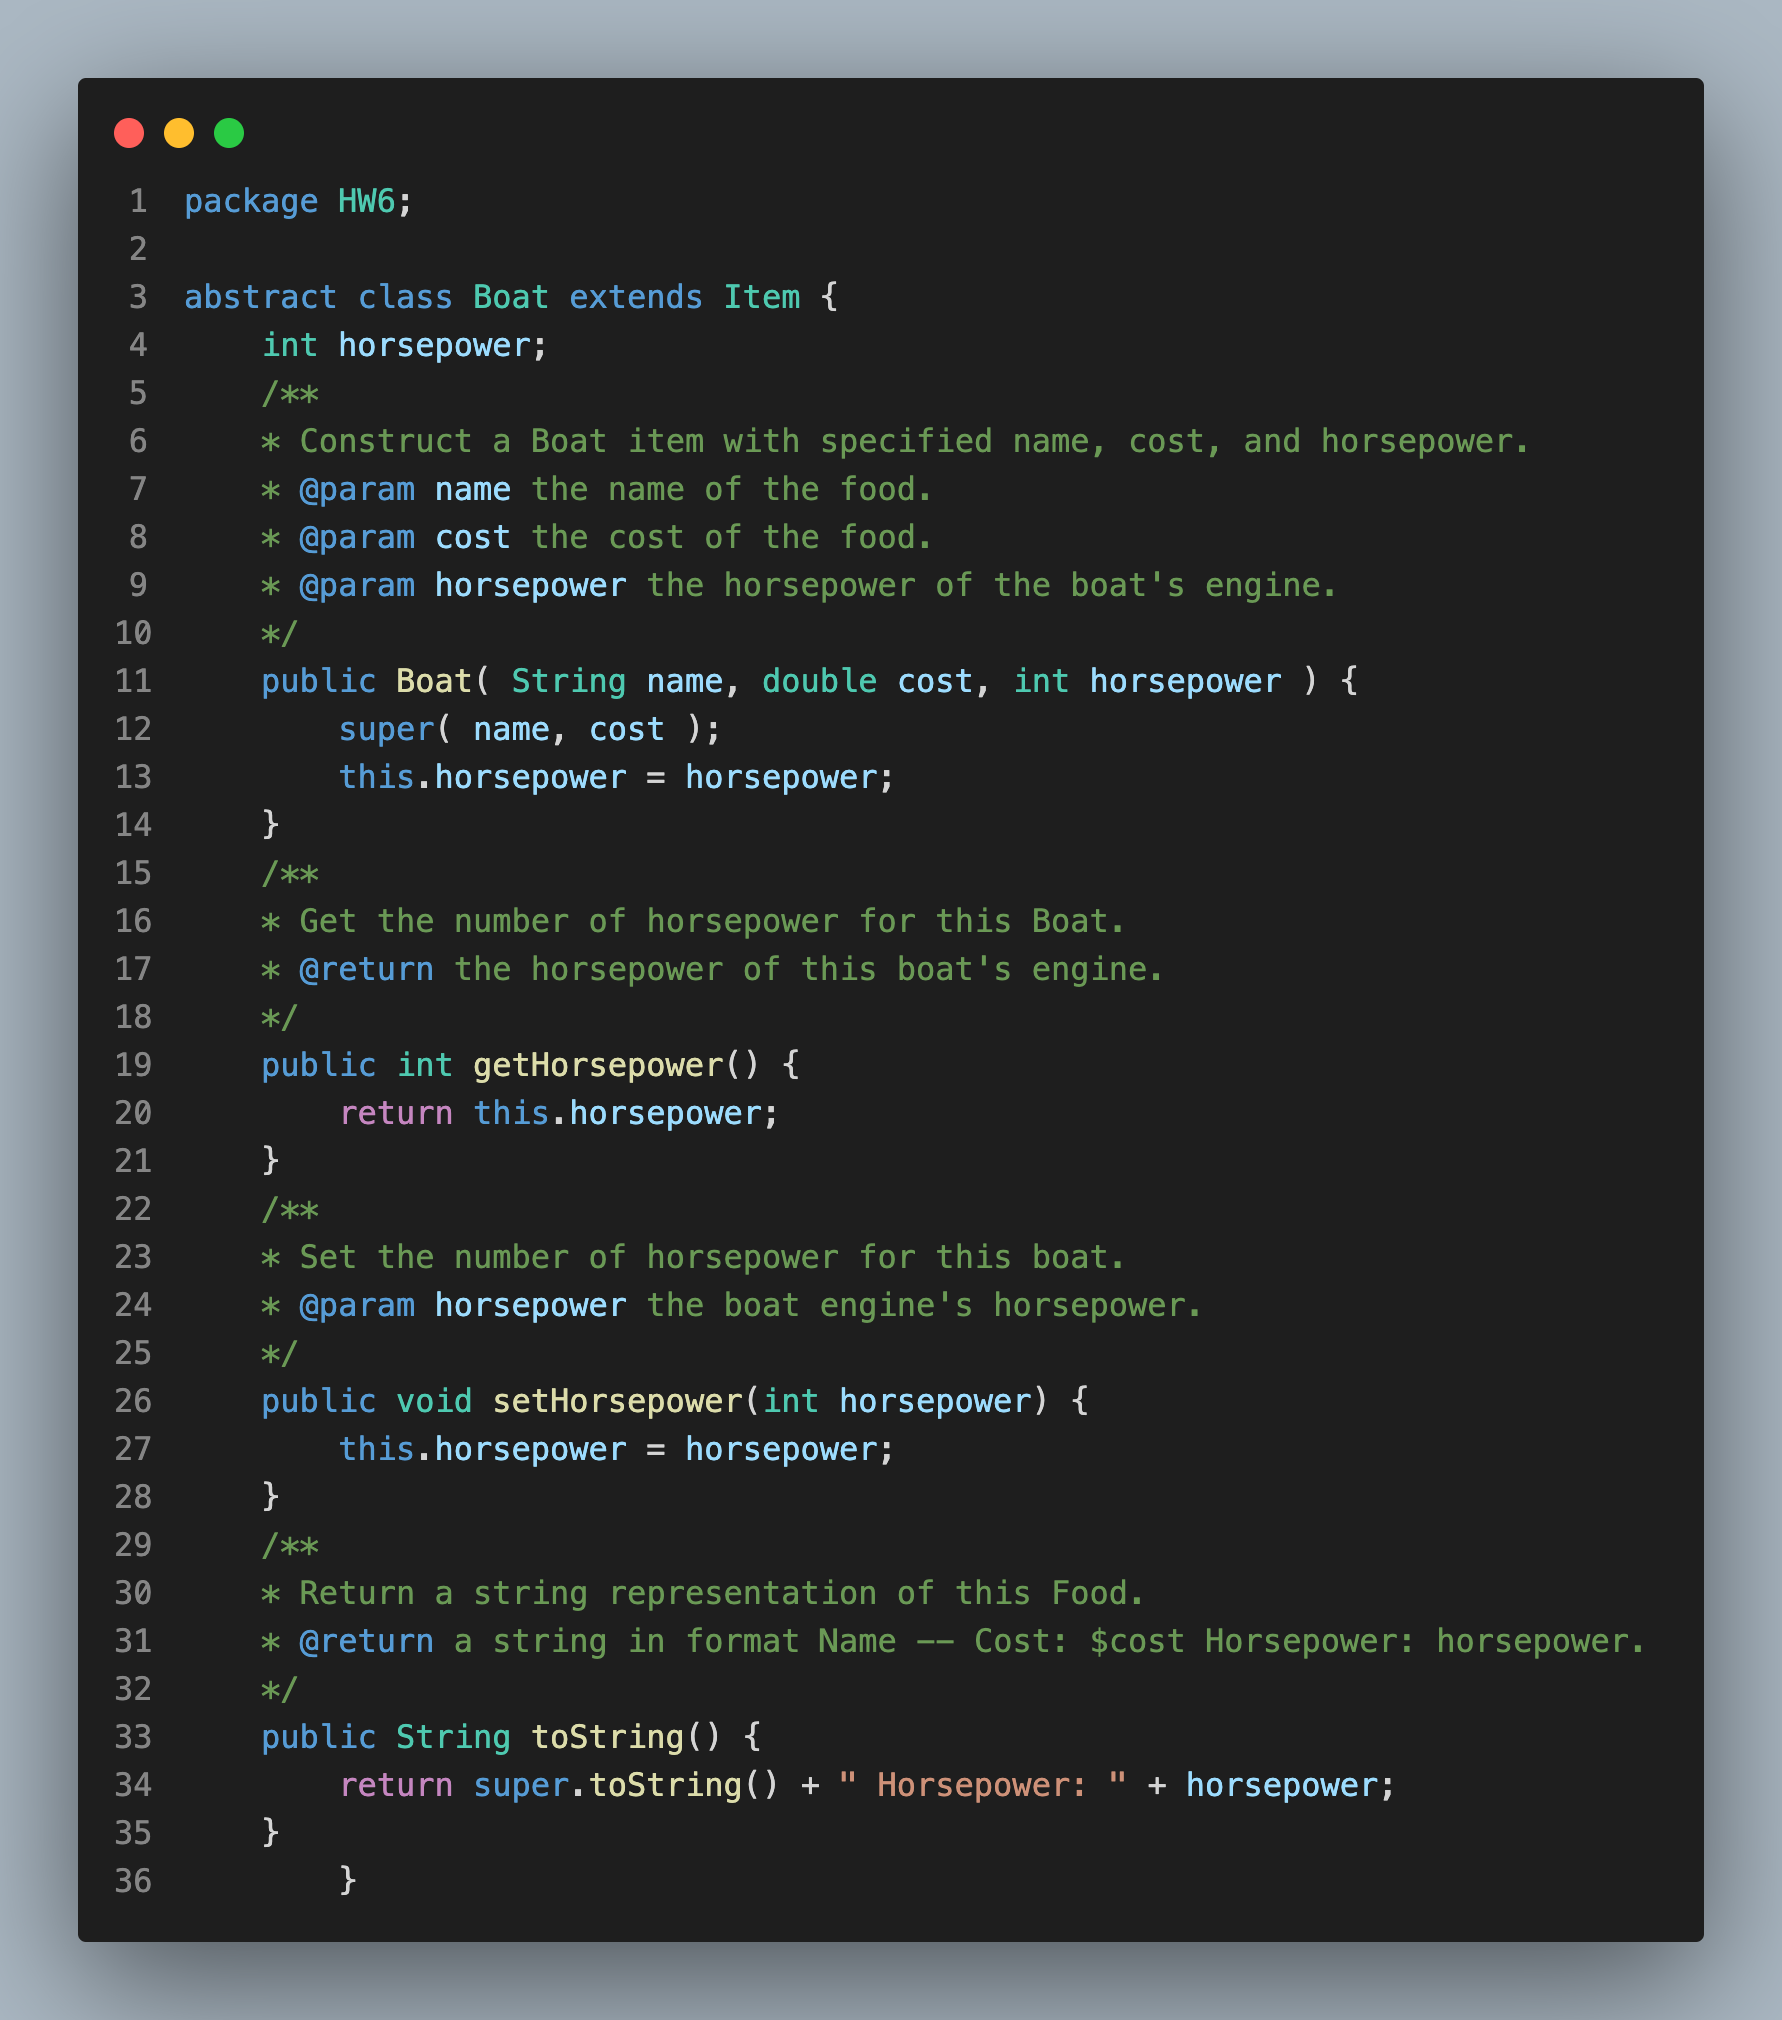 1 package HW6;
2
3 abstract class Boat extends Item {
4     int horsepower;
5     /**
6     * Construct a Boat item with specified name, cost, and horsepower.
7     * @param name the name of the food.
8     * @param cost the cost of the food.
9     * @param horsepower the horsepower of the boat's engine.
10     */
11     public Boat( String name, double cost, int horsepower ) {
12         super( name, cost );
13         this.horsepower = horsepower;
14     }
15     /**
16     * Get the number of horsepower for this Boat.
17     * @return the horsepower of this boat's engine.
18     */
19     public int getHorsepower() {
20         return this.horsepower;
21     }
22     /**
23     * Set the number of horsepower for this boat.
24     * @param horsepower the boat engine's horsepower.
25     */
26     public void setHorsepower(int horsepower) {
27         this.horsepower = horsepower;
28     }
29     /**
30     * Return a string representation of this Food.
31     * @return a string in format Name -- Cost: $cost Horsepower: horsepower.
32     */
33     public String toString() {
34         return super.toString() + " Horsepower: " + horsepower;
35     }
36         }